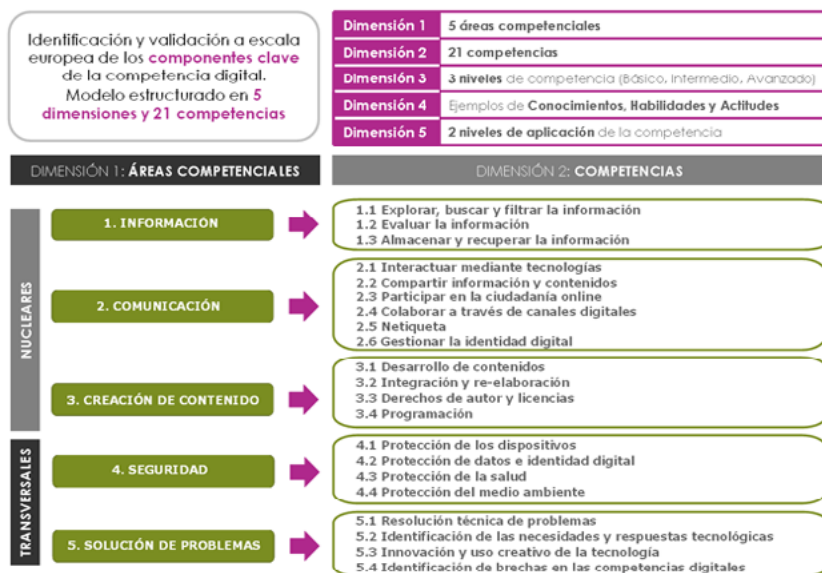 Identificación y validación a escala
europea de los componentes clave
de la competencia digital.
Modelo estructurado en 5
dimensiones y 21 competencias
Dimensión 1 5 áreas competenciales
Dimensión 2 21 competencias
Dimensión 3 3 niveles de competencia (Básico, Intermedio, Avanzado)
Dimensión 4 Ejemplos de Conocimientos, Habilidades y Actitudes
Dimensión 5 2 niveles de aplicación de la competencia
DIMENSIÓN 1: ÁREAS COMPETENCIALES
DIMENSIÓN 2: COMPETENCIAS
NUCLEARES
1. INFORMACIÓN
1.1 Explorar, buscar y filtrar la información
1.2 Evaluar la información
1.3 Almacenar y recuperar la información
2. COMUNICACIÓN
2.1 Interactuar mediante tecnologías
2.2 Compartir información y contenidos
2.3 Participar en la ciudadanía online
2.4 Colaborar a través de canales digitales
2.5 Netiqueta
2.6 Gestionar la identidad digital
3. CREACIÓN DE CONTENIDO
3.1 Desarrollo de contenidos
3.2 Integración y re-elaboración
3.3 Derechos de autor y licencias
3.4 Programación
TRANSVERSALES
4. SEGURIDAD
4.1 Protección de los dispositivos
4.2 Protección de datos e identidad digital
4.3 Protección de la salud
4.4 Protección del medio ambiente
5. SOLUCIÓN DE PROBLEMAS
5.1 Resolución técnica de problemas
5.2 Identificación de las necesidades y respuestas tecnológicas
5.3 Innovación y uso creativo de la tecnología
5.4 Identificación de brechas en las competencias digitales